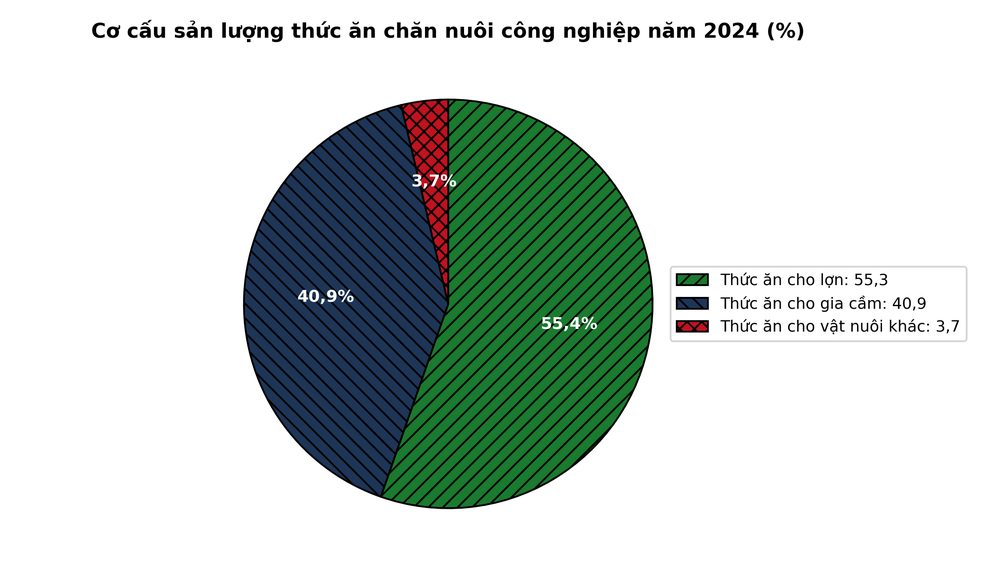 Cơ cấu sản lượng thức ăn chăn nuôi công nghiệp năm 2024 (%)
3,7%
40,9%
55,4%
Thức ăn cho lợn: 55,3
Thức ăn cho gia cầm: 40,9
Thức ăn cho vật nuôi khác: 3,7